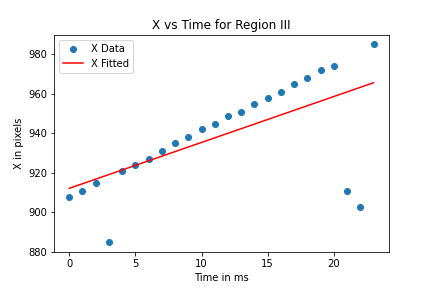 X vs Time for Region III
X Data
X Fitted
X in pixels
980
960
940
920
900
880
0 5 10 15 20
Time in ms